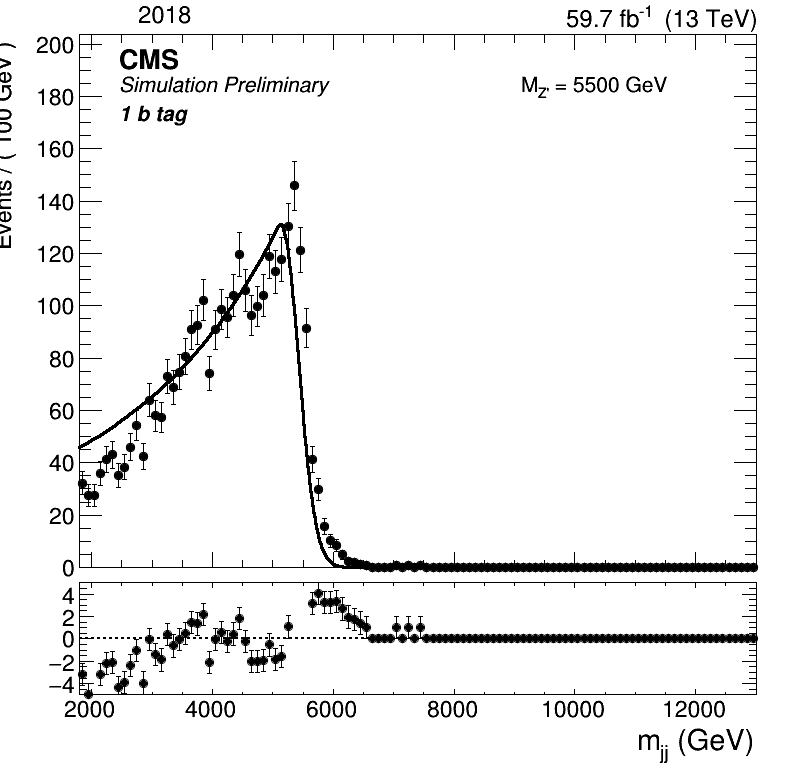 2018 59.7 fb⁻¹ (13 TeV)
CMS
Simulation Preliminary
1 b tag
M_Z' = 5500 GeV
Events / ( 100 GeV )
200
180
160
140
120
100
80
60
40
20
0
4
2
0
−2
−4
2000 4000 6000 8000 10000 12000
m_jj (GeV)